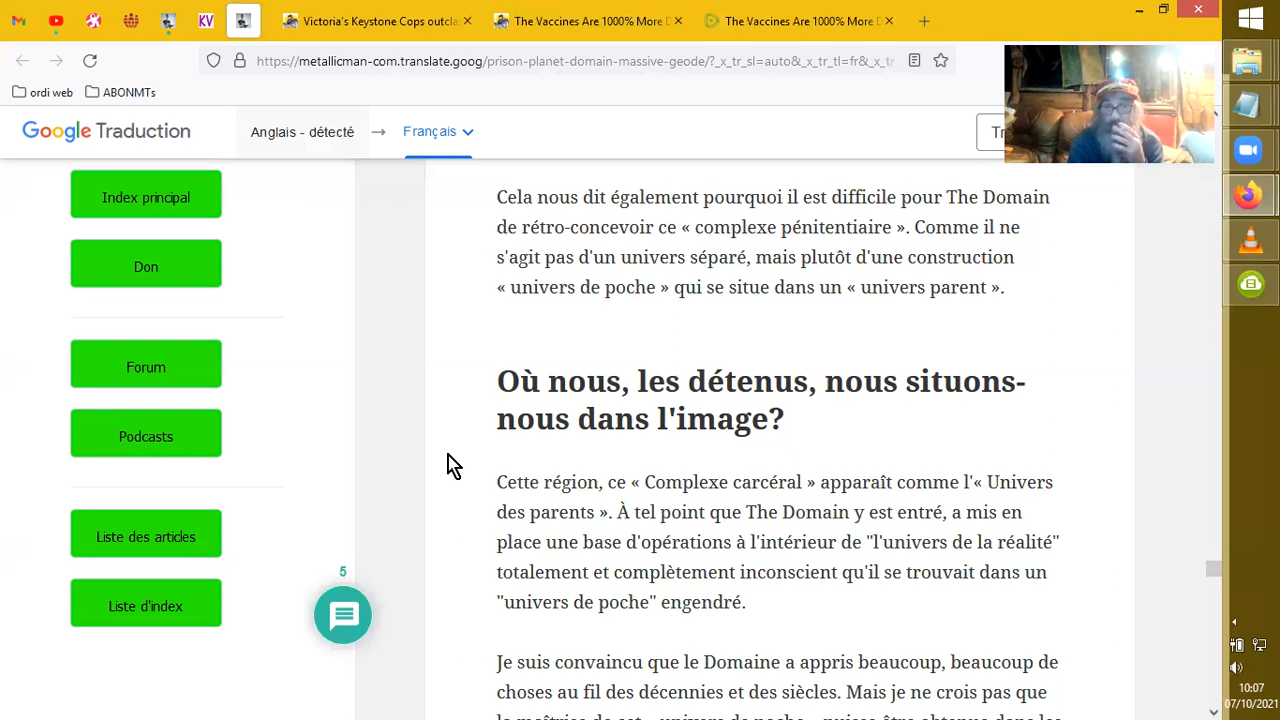 KV
Victoria's Keystone Cops outcla
The Vaccines Are 1000% More D
The Vaccines Are 1000% More D
https://metallicman-com.translate.goog/prison-planet-domain-massive-geode/?_x_tr_sl=auto&_x_tr_tl=fr&_x_tr
ordi web
ABONMTs
Google Traduction
Anglais - détecté
Français
Tr
Index principal
Don
Forum
Podcasts
Liste des articles
Liste d'index
5
Cela nous dit également pourquoi il est difficile pour The Domain
de rétro-concevoir ce « complexe pénitentiaire ». Comme il ne
s'agit pas d'un univers séparé, mais plutôt d'une construction
« univers de poche » qui se situe dans un « univers parent ».
Où nous, les détenus, nous situons-
nous dans l'image?
Cette région, ce « Complexe carcéral » apparaît comme l'« Univers
des parents ». À tel point que The Domain y est entré, a mis en
place une base d'opérations à l'intérieur de "l'univers de la réalité"
totalement et complètement inconscient qu'il se trouvait dans un
"univers de poche" engendré.
Je suis convaincu que le Domaine a appris beaucoup, beaucoup de
choses au fil des décennies et des siècles. Mais je ne crois pas que
10:07
07/10/2021